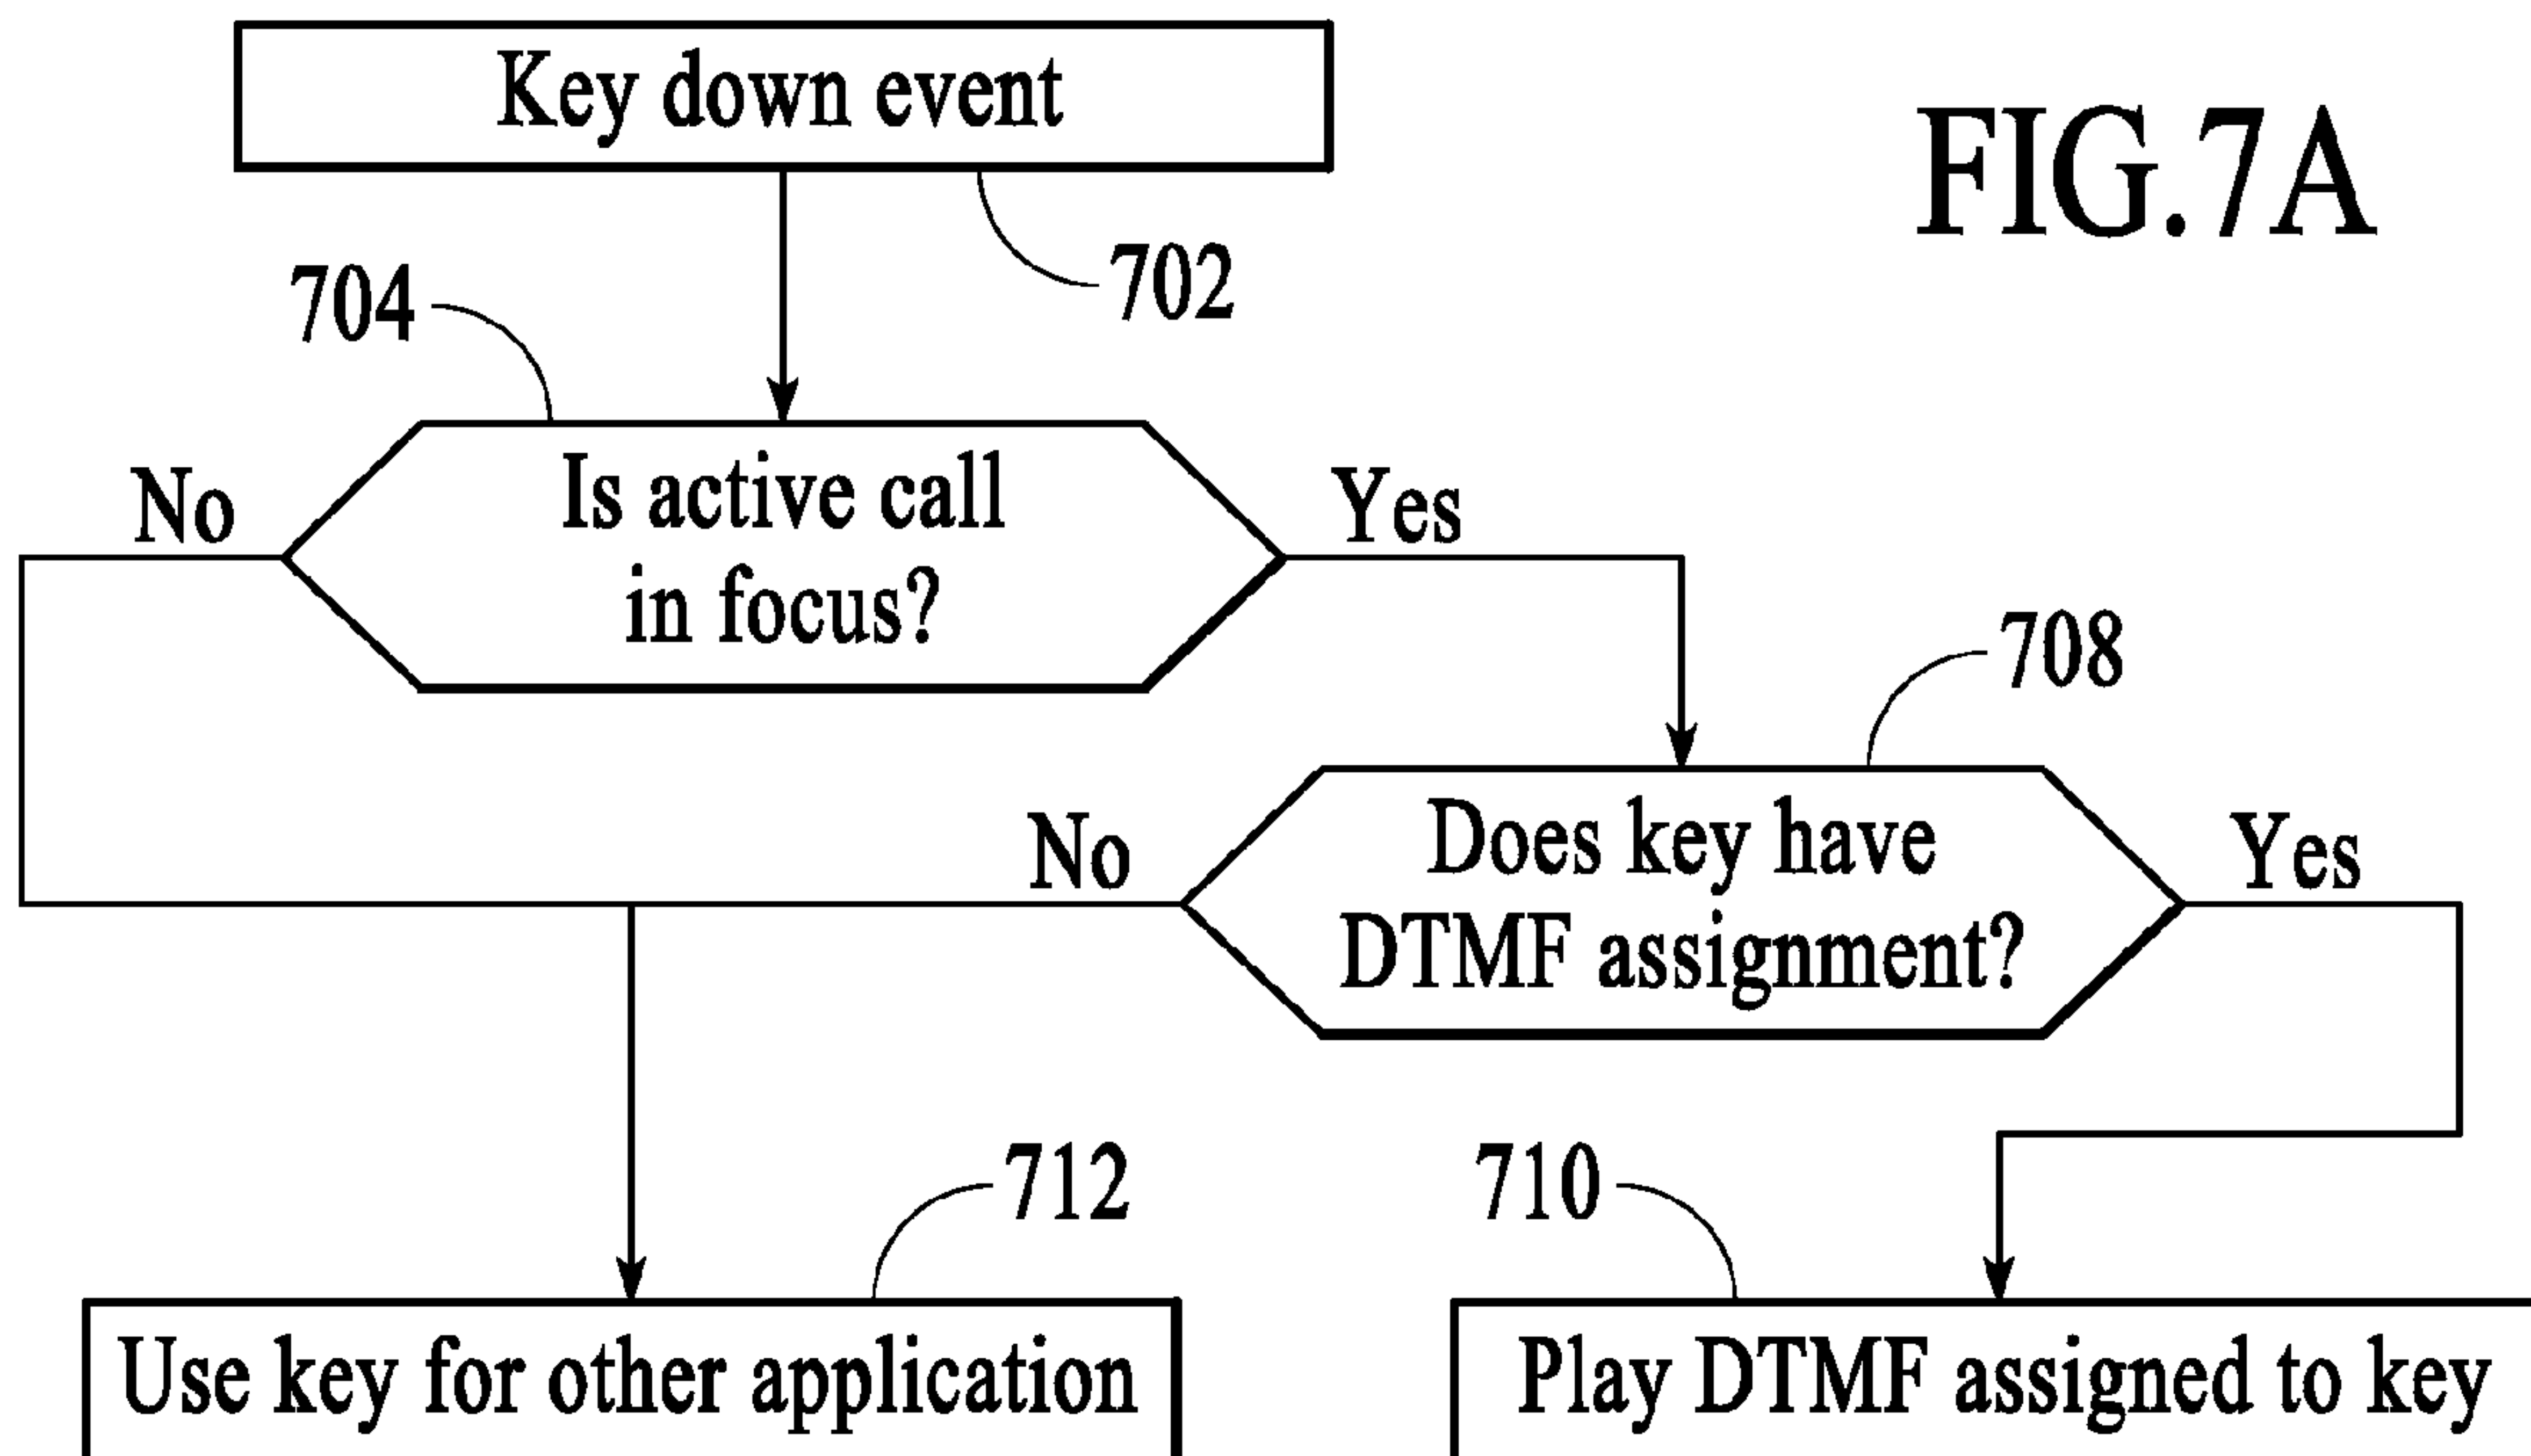 Key down event
FIG.7A
702
704
No
Is active call
in focus?
Yes
708
No
Does key have
DTMF assignment?
Yes
712
710
Use key for other application
Play DTMF assigned to key